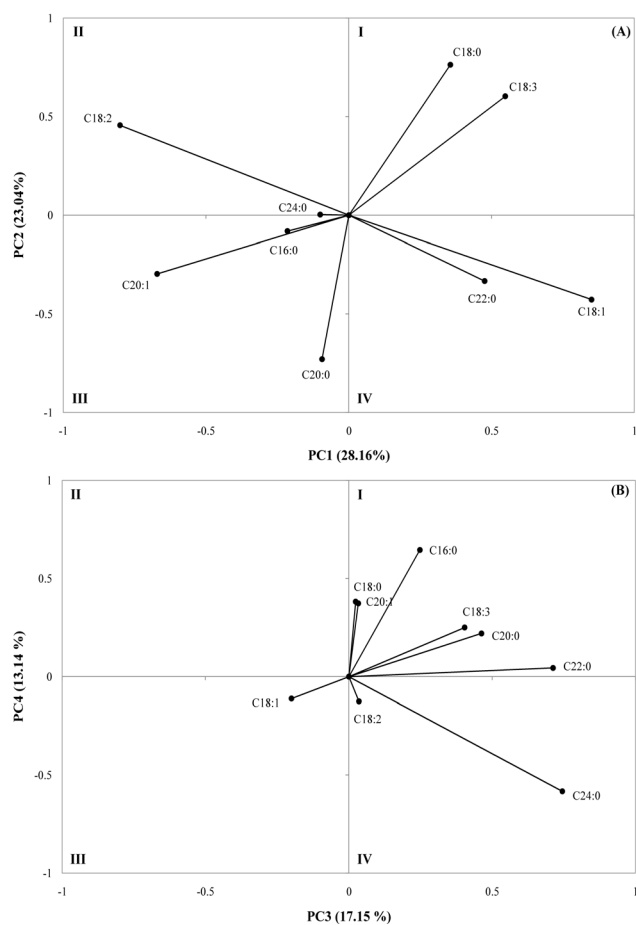 1
II
I
(A)
C18:0
C18:3
0.5
C18:2
C24:0
0
C16:0
C20:1
C22:0
C18:1
-0.5
C20:0
III
IV
-1
-1
-0.5
0
0.5
1
PC2 (23.04%)
PC1 (28.16%)
1
II
I
(B)
C16:0
0.5
C18:0
C20:1
C18:3
C20:0
C22:0
0
C18:1
C18:2
-0.5
C24:0
III
IV
-1
-1
-0.5
0
0.5
1
PC4 (13.14 %)
PC3 (17.15 %)